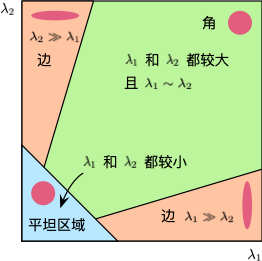 λ₂
角
λ₂ ≫ λ₁
边
λ₁ 和 λ₂ 都较大
且 λ₁ ∼ λ₂
λ₁ 和 λ₂ 都较小
边 λ₁ ≫ λ₂
平坦区域
λ₁